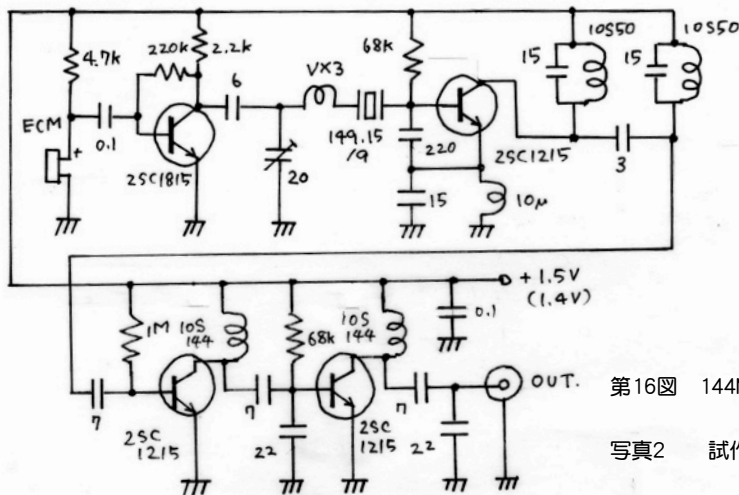 10S50
10S50
4.7k
220k
2.2k
68k
15
15
VX3
6
ECM
+
0.1
2SC1815
149.15
/9
220
2SC1215
3
20
15
10μ
+1.5V
(1.4V)
1M
10S
144
68k
10S
144
0.1
7
7
7
OUT.
2SC
1215
22
2SC
1215
22
第16図 144M
写真2 試作